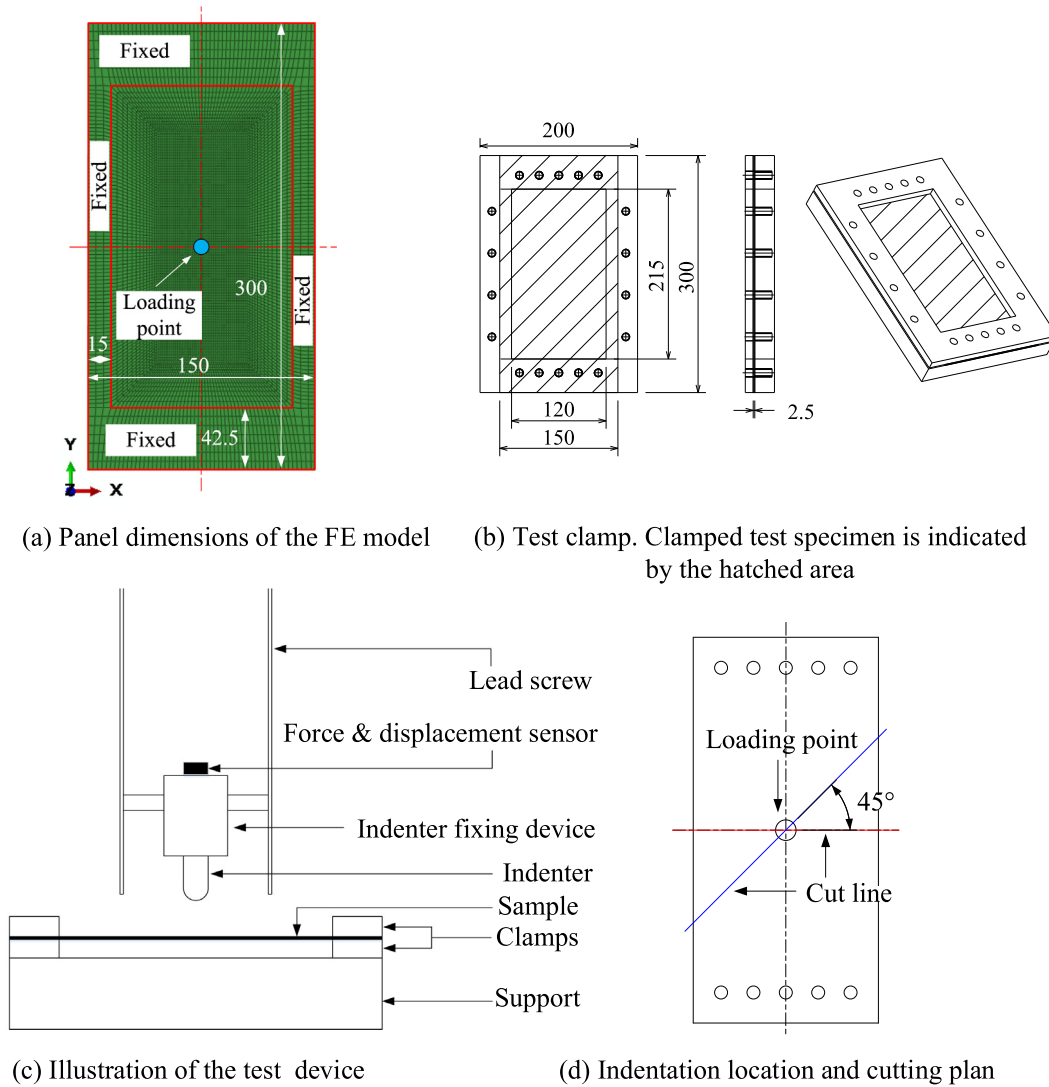 Fixed
Fixed
Fixed
Loading
point
300
15
150
Fixed
42.5
Y
Z
X
(a) Panel dimensions of the FE model
200
215
300
120
150
2.5
(b) Test clamp. Clamped test specimen is indicated
by the hatched area
Lead screw
Force & displacement sensor
Indenter fixing device
Indenter
Sample
Clamps
Support
(c) Illustration of the test device
Loading point
45°
Cut line
(d) Indentation location and cutting plan